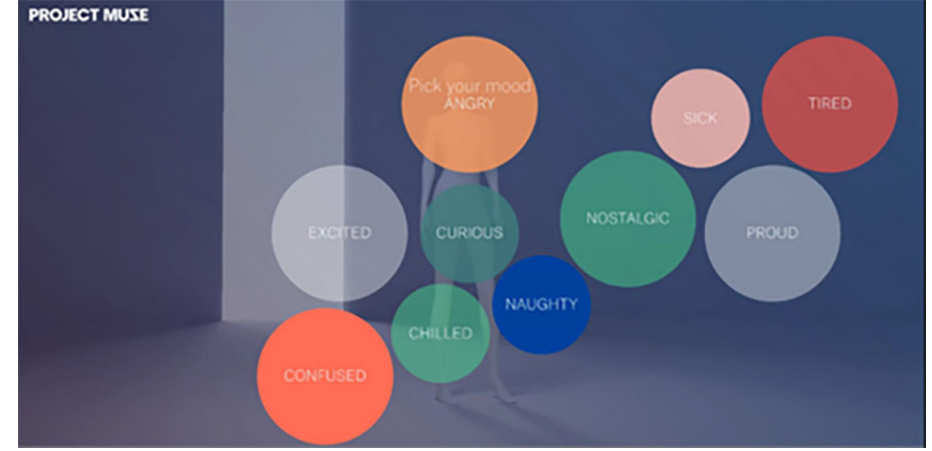 PROJECT MUZE
Pick your mood
ANGRY
SICK
TIRED
EXCITED
CURIOUS
NOSTALGIC
PROUD
NAUGHTY
CHILLED
CONFUSED